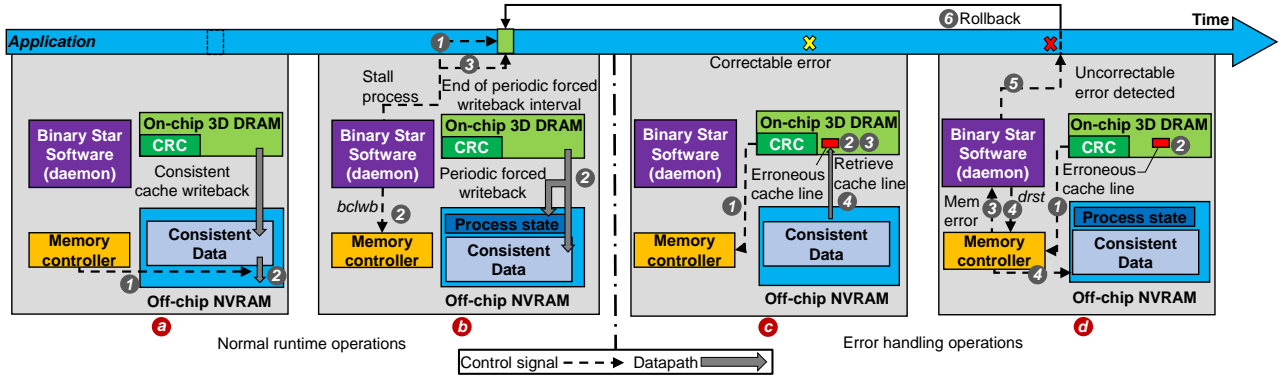 6 Rollback
Time
Application
1
3
Correctable error
Stall
process
End of periodic forced
writeback interval
5
Uncorrectable
error detected
Binary Star
Software
(daemon)
On-chip 3D DRAM
CRC
Consistent
cache writeback
Consistent
Data
Memory
controller
1
2
Off-chip NVRAM
a
Binary Star
Software
(daemon)
On-chip 3D DRAM
CRC
Periodic forced
writeback
2
bclwb
2
Process state
Consistent
Data
Memory
controller
Off-chip NVRAM
b
Binary Star
Software
(daemon)
On-chip 3D DRAM
CRC
2 3
Erroneous
cache line
Retrieve
cache line
1
4
Consistent
Data
Memory
controller
Off-chip NVRAM
c
Binary Star
Software
(daemon)
On-chip 3D DRAM
CRC
2
Erroneous
cache line
Mem
error
3
4
drst
1
Process state
Consistent
Data
Memory
controller
4
Off-chip NVRAM
d
Normal runtime operations
Error handling operations
Control signal
Datapath